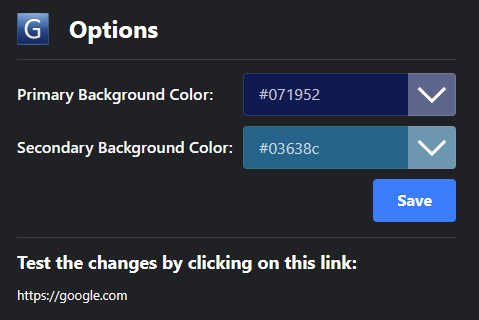 G Options
Primary Background Color: #071952
Secondary Background Color: #03638c
Save
Test the changes by clicking on this link:
https://google.com